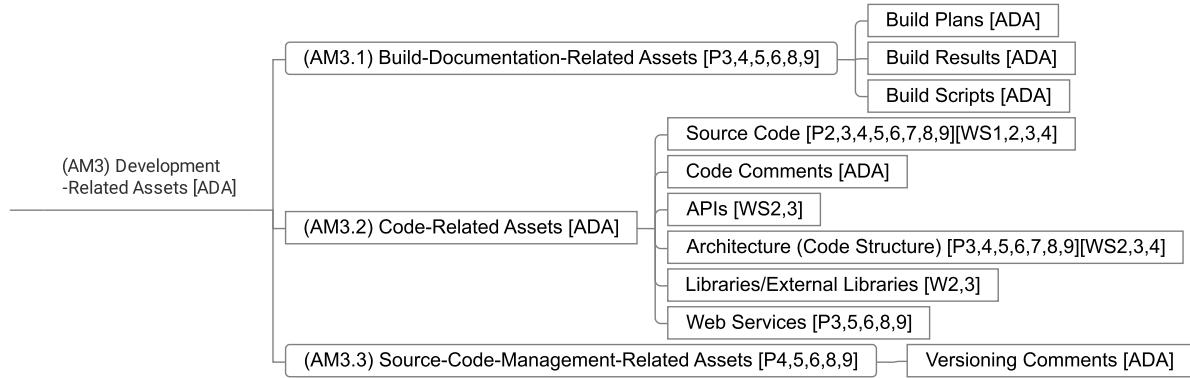 (AM3) Development
-Related Assets [ADA]
(AM3.1) Build-Documentation-Related Assets [P3,4,5,6,8,9]
Build Plans [ADA]
Build Results [ADA]
Build Scripts [ADA]
(AM3.2) Code-Related Assets [ADA]
Source Code [P2,3,4,5,6,7,8,9][WS1,2,3,4]
Code Comments [ADA]
APIs [WS2,3]
Architecture (Code Structure) [P3,4,5,6,7,8,9][WS2,3,4]
Libraries/External Libraries [W2,3]
Web Services [P3,5,6,8,9]
(AM3.3) Source-Code-Management-Related Assets [P4,5,6,8,9]
Versioning Comments [ADA]